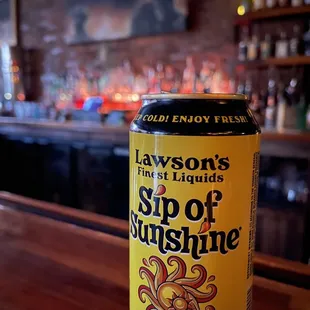 COLD! ENJOY FRESH
LAWSON'S
FINEST LIQUIDS
Sip of
Sunshine